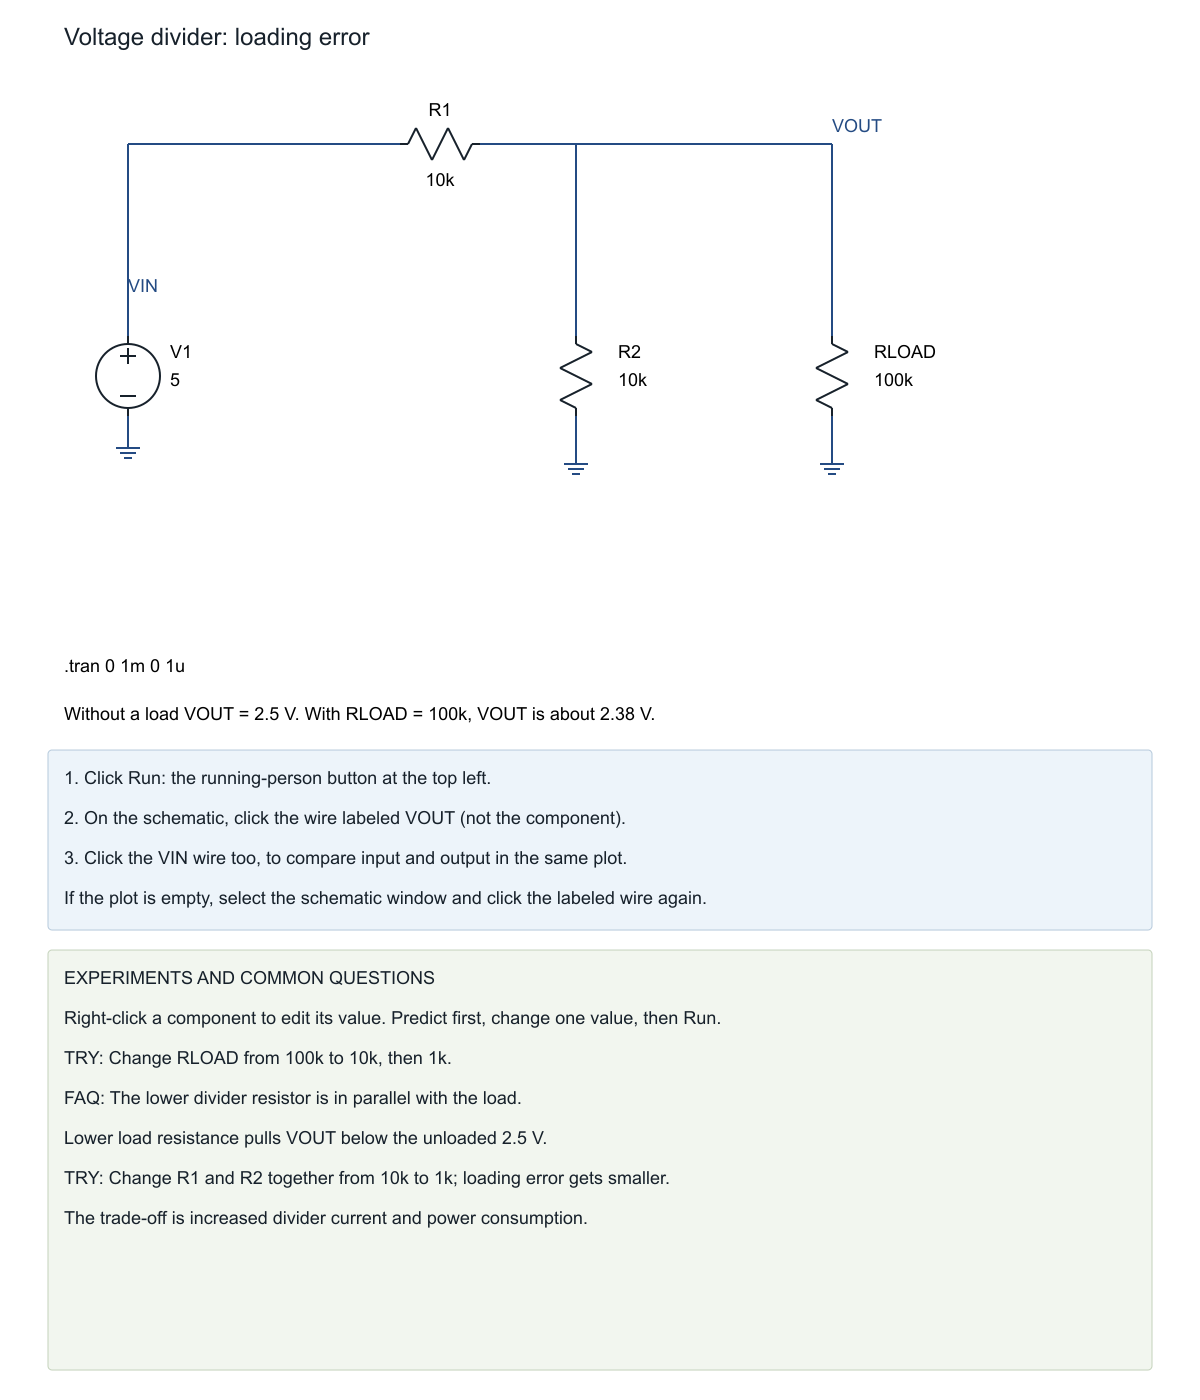 Voltage divider: loading error
R1
10k
VOUT
VIN
V1
5
R2
10k
RLOAD
100k
.tran 0 1m 0 1u
Without a load VOUT = 2.5 V. With RLOAD = 100k, VOUT is about 2.38 V.
1. Click Run: the running-person button at the top left.
2. On the schematic, click the wire labeled VOUT (not the component).
3. Click the VIN wire too, to compare input and output in the same plot.
If the plot is empty, select the schematic window and click the labeled wire again.
EXPERIMENTS AND COMMON QUESTIONS
Right-click a component to edit its value. Predict first, change one value, then Run.
TRY: Change RLOAD from 100k to 10k, then 1k.
FAQ: The lower divider resistor is in parallel with the load.
Lower load resistance pulls VOUT below the unloaded 2.5 V.
TRY: Change R1 and R2 together from 10k to 1k; loading error gets smaller.
The trade-off is increased divider current and power consumption.